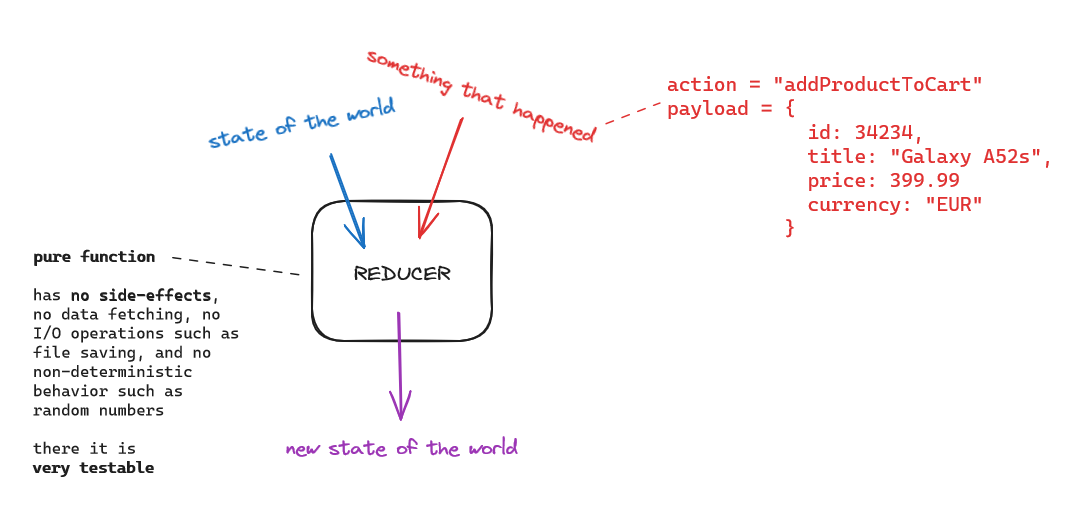 something that happened
state of the world
action = "addProductToCart"
payload = {
id: 34234,
title: "Galaxy A52s",
price: 399.99
currency: "EUR"
}
REDUCER
pure function
has no side-effects,
no data fetching, no
I/O operations such as
file saving, and no
non-deterministic
behavior such as
random numbers
there it is
very testable
new state of the world